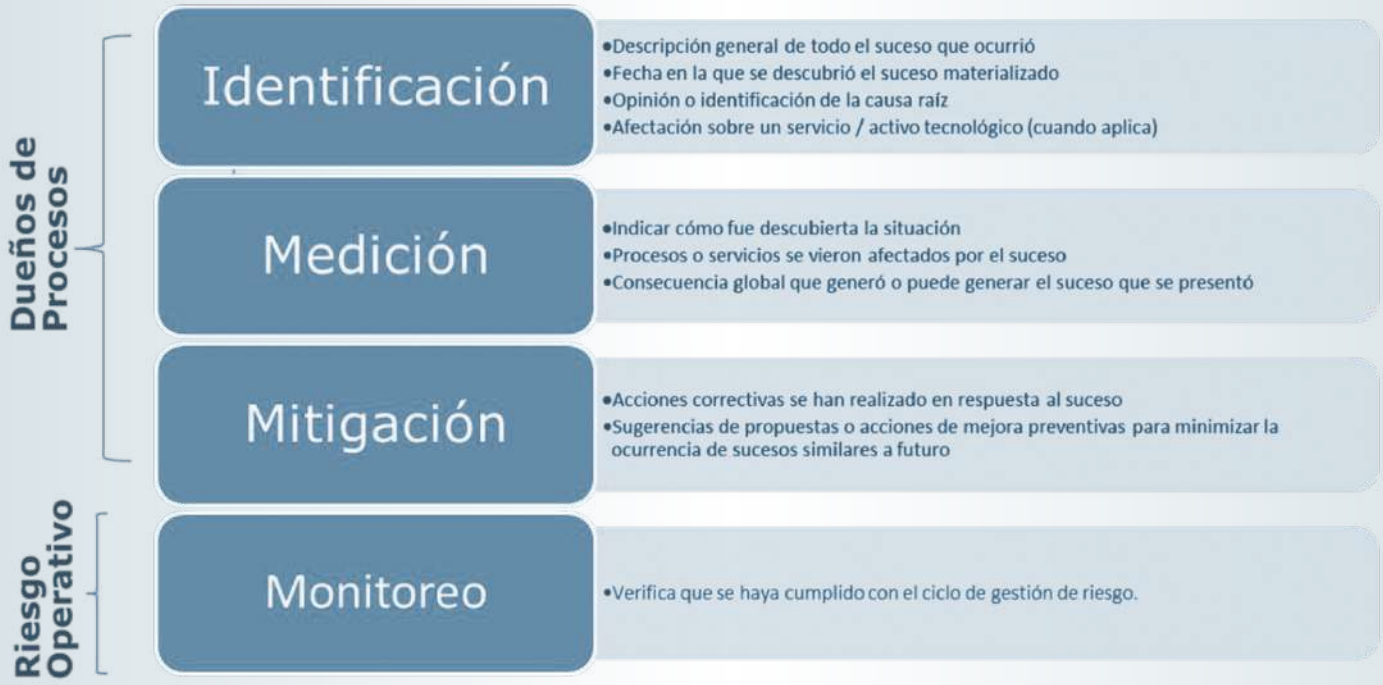 Dueños de
Procesos
Identificación
•Descripción general de todo el suceso que ocurrió
•Fecha en la que se descubrió el suceso materializado
•Opinión o identificación de la causa raíz
•Afectación sobre un servicio / activo tecnológico (cuando aplica)
Medición
•Indicar cómo fue descubierta la situación
•Procesos o servicios se vieron afectados por el suceso
•Consecuencia global que generó o puede generar el suceso que se presentó
Mitigación
•Acciones correctivas se han realizado en respuesta al suceso
•Sugerencias de propuestas o acciones de mejora preventivas para minimizar la
ocurrencia de sucesos similares a futuro
Riesgo
Operativo
Monitoreo
•Verifica que se haya cumplido con el ciclo de gestión de riesgo.